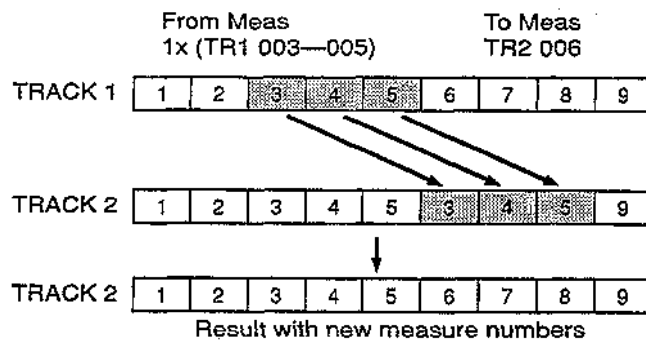 From Meas To Meas
1x (TR1 003—005) TR2 006
TRACK 1 1 2 3 4 5 6 7 8 9
TRACK 2 1 2 3 4 5 3 4 5 9
TRACK 2 1 2 3 4 5 6 7 8 9
Result with new measure numbers